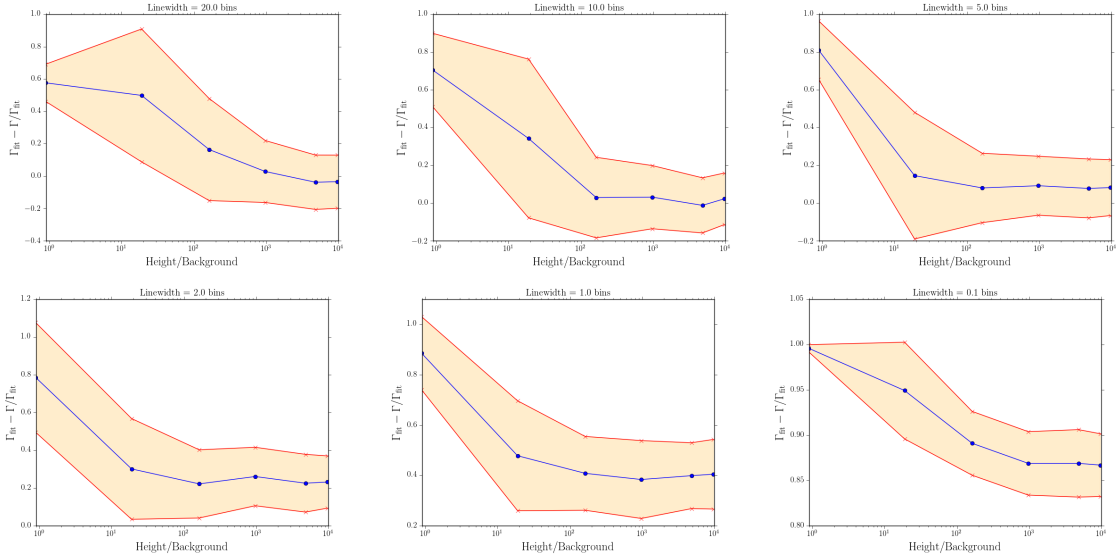 Linewidth = 20.0 bins
1.0
0.8
0.6
0.4
0.2
0.0
−0.2
−0.4
Γfit − Γ/Γfit
10⁰ 10¹ 10² 10³ 10⁴
Height/Background
Linewidth = 10.0 bins
1.0
0.8
0.6
0.4
0.2
0.0
−0.2
Γfit − Γ/Γfit
10⁰ 10¹ 10² 10³ 10⁴
Height/Background
Linewidth = 5.0 bins
1.0
0.8
0.6
0.4
0.2
0.0
−0.2
Γfit − Γ/Γfit
10⁰ 10¹ 10² 10³ 10⁴
Height/Background
Linewidth = 2.0 bins
1.2
1.0
0.8
0.6
0.4
0.2
0.0
Γfit − Γ/Γfit
10⁰ 10¹ 10² 10³ 10⁴
Height/Background
Linewidth = 1.0 bins
1.2
1.0
0.8
0.6
0.4
0.2
Γfit − Γ/Γfit
10⁰ 10¹ 10² 10³ 10⁴
Height/Background
Linewidth = 0.1 bins
1.05
1.00
0.95
0.90
0.85
0.80
Γfit − Γ/Γfit
10⁰ 10¹ 10² 10³ 10⁴
Height/Background